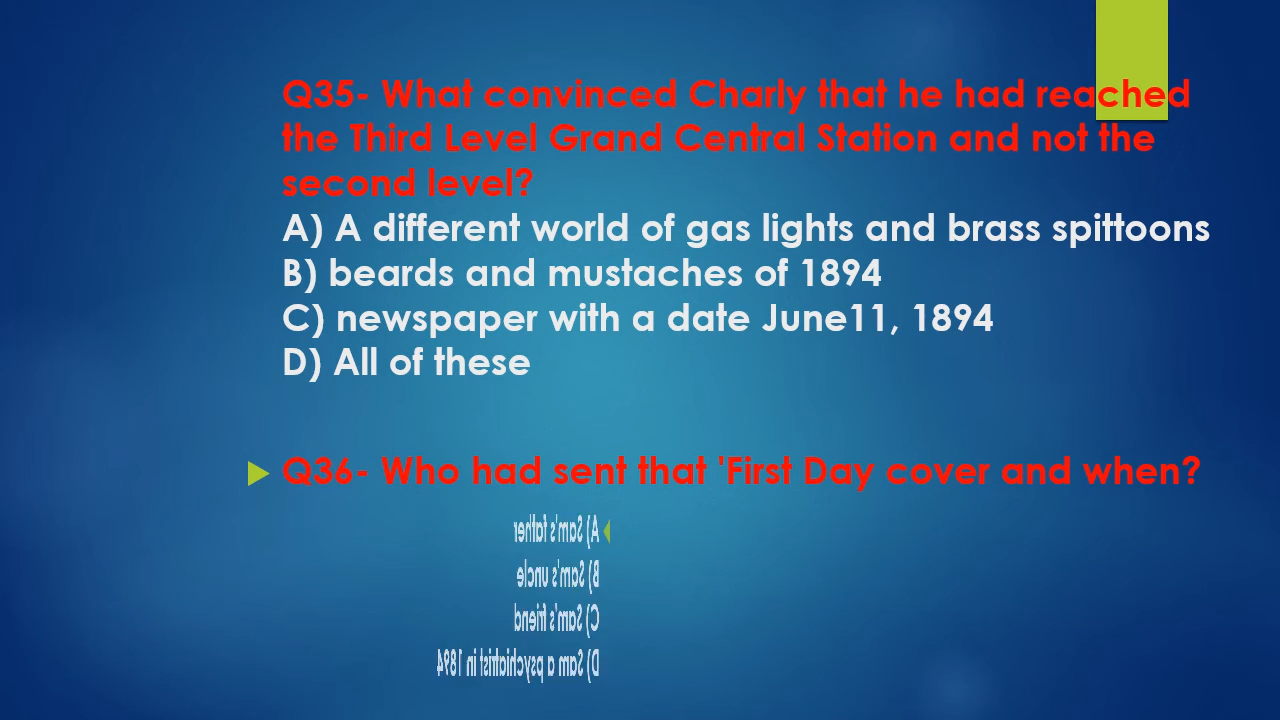 Q35- What convinced Charly that he had reached
the Third Level Grand Central Station and not the
second level?
A) A different world of gas lights and brass spittoons
B) beards and mustaches of 1894
C) newspaper with a date June11, 1894
D) All of these
Q36- Who had sent that 'First Day cover and when?
A) Sam's father
B) Sam's uncle
C) Sam's friend
D) Sam a psychiatrist in 1894